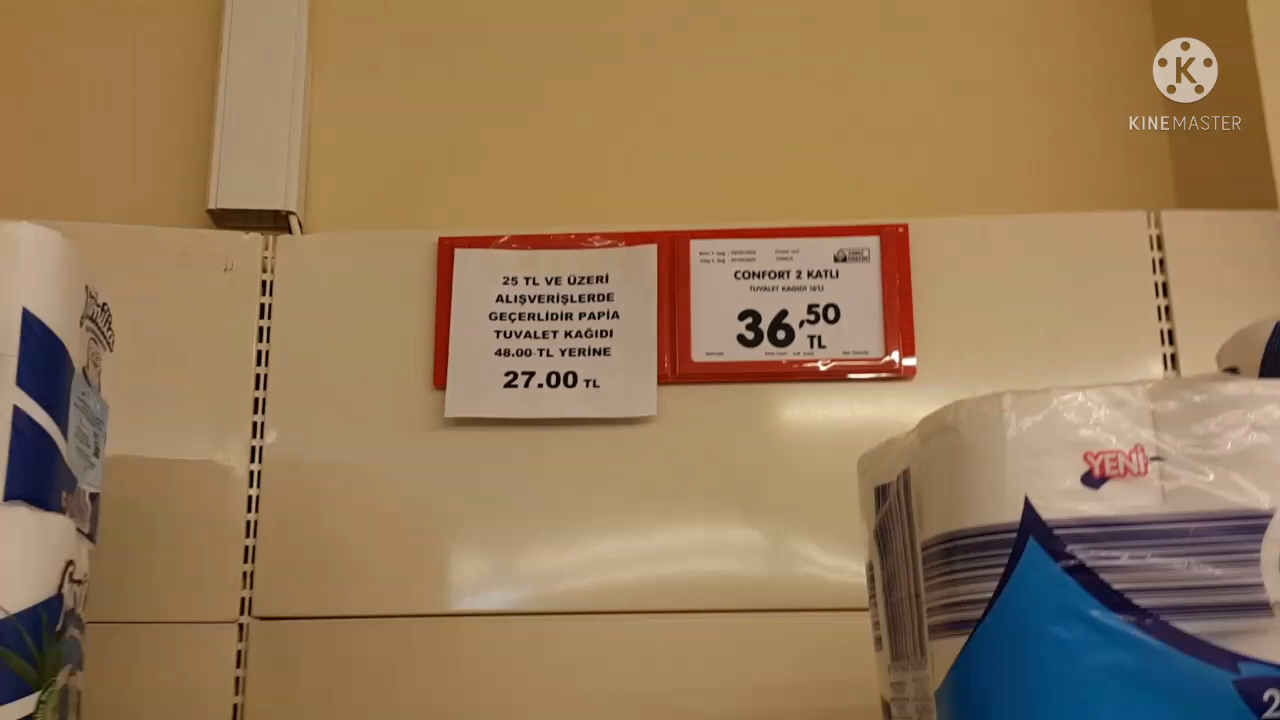 KINEMASTER
25 TL VE ÜZERİ
ALIŞVERİŞLERDE
GEÇERLİDİR PAPIA
TUVALET KAĞIDI
48.00 TL YERİNE
27.00 TL
CONFORT 2 KATLI
TUVALET KAGIDI 16'LI
36,50
TL
YENİ
2